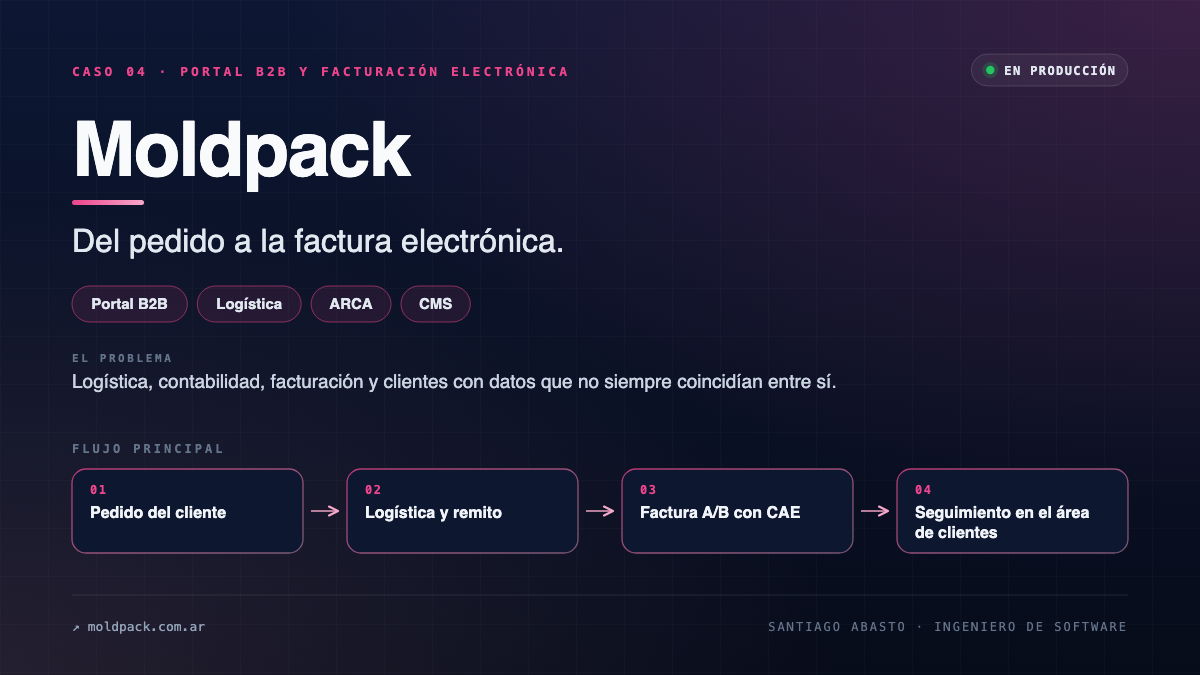 CASO 04 · PORTAL B2B Y FACTURACIÓN ELECTRÓNICA
EN PRODUCCIÓN
Moldpack
Del pedido a la factura electrónica.
Portal B2B
Logística
ARCA
CMS
EL PROBLEMA
Logística, contabilidad, facturación y clientes con datos que no siempre coincidían entre sí.
FLUJO PRINCIPAL
01
Pedido del cliente
02
Logística y remito
03
Factura A/B con CAE
04
Seguimiento en el área
de clientes
↗ moldpack.com.ar
SANTIAGO ABASTO · INGENIERO DE SOFTWARE